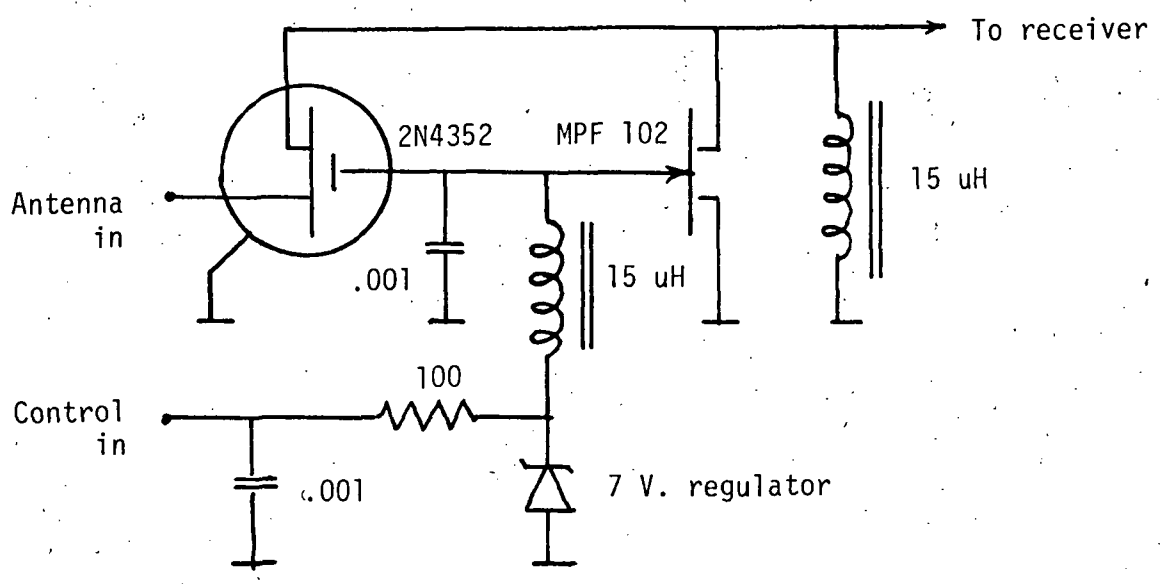 To receiver
2N4352
MPF 102
15 uH
Antenna
in
.001
15 uH
100
Control
in
.001
7 V. regulator